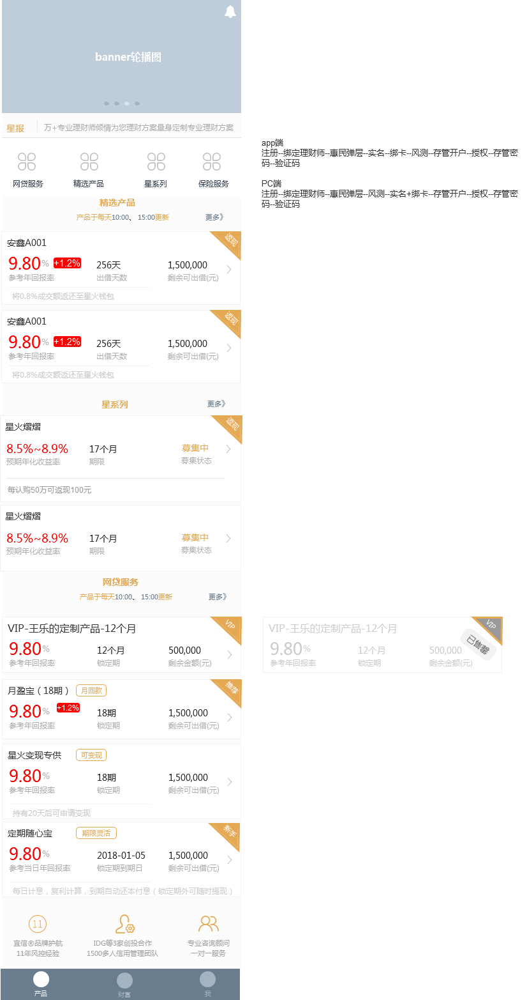 banner轮播图
星报
万+专业理财师倾情为您理财方案量身定制专业理财方案
网贷服务
精选产品
星系列
保险服务
精选产品
产品于每天10:00、 15:00更新
更多》
返现
安鑫A001
9.80% +1.2%
256天
1,500,000
参考年回报率
出借天数
剩余可出借(元)
将0.8%成交额返还至星火钱包
返现
安鑫A001
9.80% +1.2%
256天
1,500,000
参考年回报率
出借天数
剩余可出借(元)
将0.8%成交额返还至星火钱包
星系列
更多》
返现
星火熠熠
8.5%~8.9%
17个月
募集中
预期年化收益率
期限
募集状态
每认购50万可返现100元
星火熠熠
8.5%~8.9%
17个月
募集中
预期年化收益率
期限
募集状态
网贷服务
产品于每天10:00、 15:00更新
更多》
VIP
VIP-王乐的定制产品-12个月
9.80%
12个月
500,000
参考年回报率
锁定期
剩余金额(元)
推荐
月盈宝（18期）
月回款
9.80% +1.2%
18期
1,500,000
参考年回报率
锁定期
剩余可出借(元)
星火变现专供
可变现
9.80%
18期
1,500,000
参考年回报率
锁定期
剩余可出借(元)
持有20天后可申请变现
新手
定期随心宝
期限灵活
9.80%
2018-01-05
1,500,000
参考当日年回报率
锁定期到期日
剩余可出借(元)
每日计息，复利计算，到期自动还本付息（锁定期外可随时提现）
11
宜信®品牌护航
11年风控经验
IDG等3家创投合作
1500多人信用管理团队
专业咨询顾问
一对一服务
产品
财富
我
app端
注册--绑定理财师--惠民弹层--实名--绑卡--风测--存管开户--授权--存管密
码--验证码
PC端
注册--绑定理财师--惠民弹层--风测--实名+绑卡--存管开户--授权--存管密
码--验证码
VIP
VIP-王乐的定制产品-12个月
已售罄
9.80%
12个月
500,000
参考年回报率
锁定期
剩余金额(元)